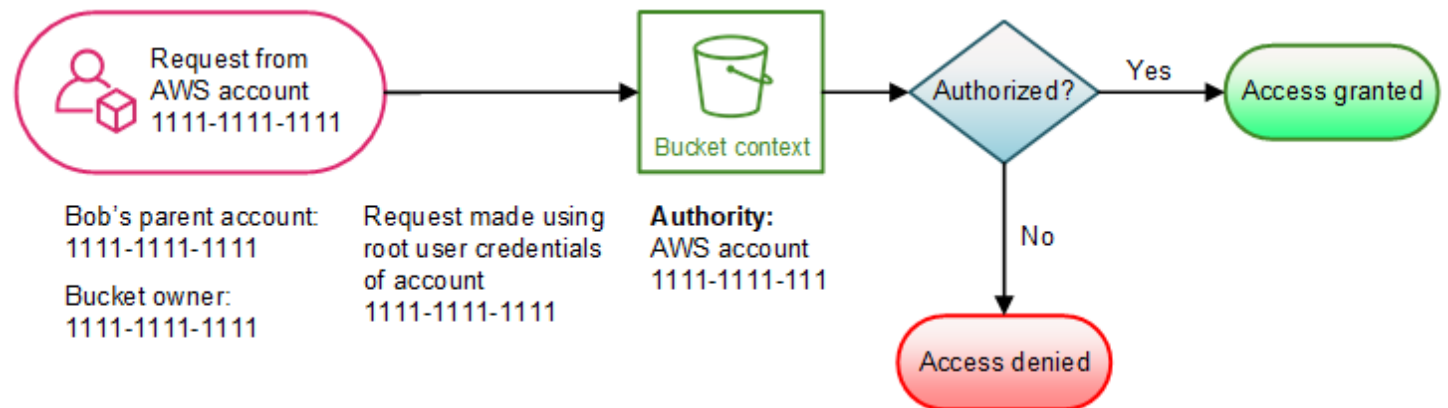 Request from
AWS account
1111-1111-1111
Bucket context
Authorized?
Yes
Access granted
Bob's parent account:
1111-1111-1111
Bucket owner:
1111-1111-1111
Request made using
root user credentials
of account
1111-1111-1111
Authority:
AWS account
1111-1111-111
No
Access denied